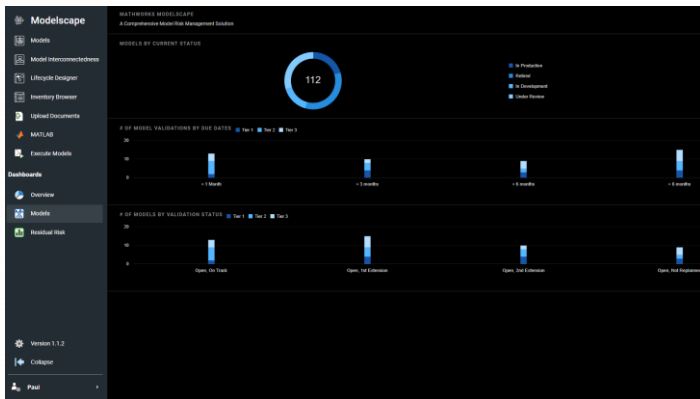 Modelscape
Models
Model Interconnectedness
Lifecycle Designer
Inventory Browser
Upload Documents
MATLAB
Execute Models
Dashboards
Overview
Models
Residual Risk
Version 1.1.2
Collapse
Paul
MATHWORKS MODELSCAPE
A Comprehensive Model Risk Management Solution
MODELS BY CURRENT STATUS
112
In Production
Retired
In Development
Under Review
# OF MODEL VALIDATIONS BY DUE DATES Tier 1 Tier 2 Tier 3
20
10
0
< 1 Month < 3 months < 6 months > 6 months
# OF MODELS BY VALIDATION STATUS Tier 1 Tier 2 Tier 3
20
10
0
Open, On Track Open, 1st Extension Open, 2nd Extension Open, Not Replanne